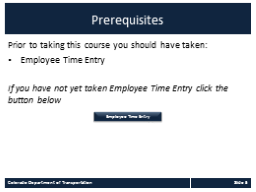 Prerequisites
Prior to taking this course you should have taken:
• Employee Time Entry
If you have not yet taken Employee Time Entry click the
button below
Employee Time Entry
Colorado Department of Transportation
Slide 5